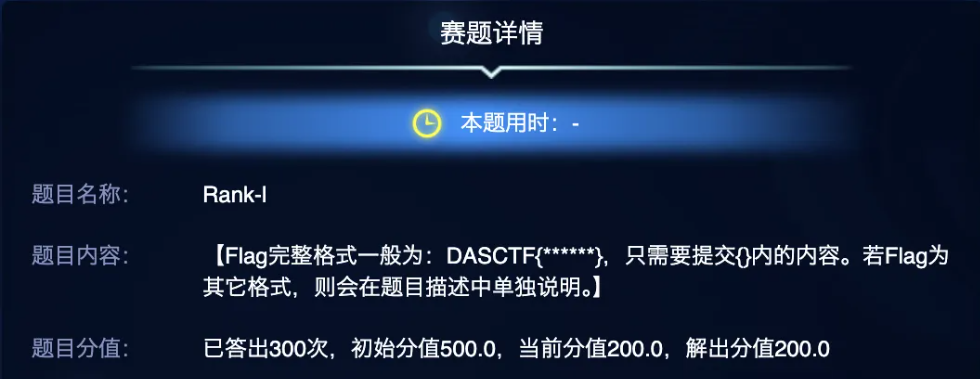 赛题详情
本题用时：-
题目名称： Rank-l
题目内容： 【Flag完整格式一般为：DASCTF{******}，只需要提交{}内的内容。若Flag为
其它格式，则会在题目描述中单独说明。】
题目分值： 已答出300次，初始分值500.0，当前分值200.0，解出分值200.0